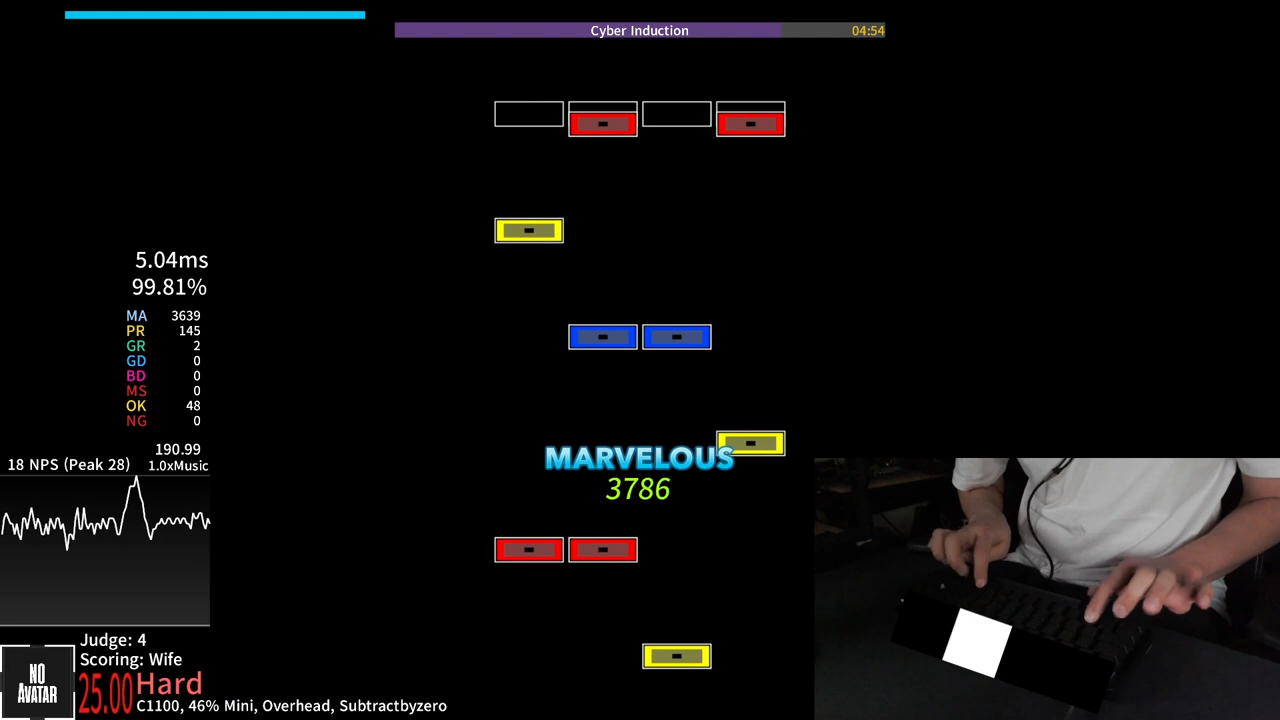 Cyber Induction
04:54
5.04ms
99.81%
MA 3639
PR 145
GR 2
GD 0
BD 0
MS 0
OK 48
NG 0
190.99
18 NPS (Peak 28) 1.0xMusic
MARVELOUS
3786
Judge: 4
Scoring: Wife
NO AVATAR
25.00 Hard
C1100, 46% Mini, Overhead, Subtractbyzero